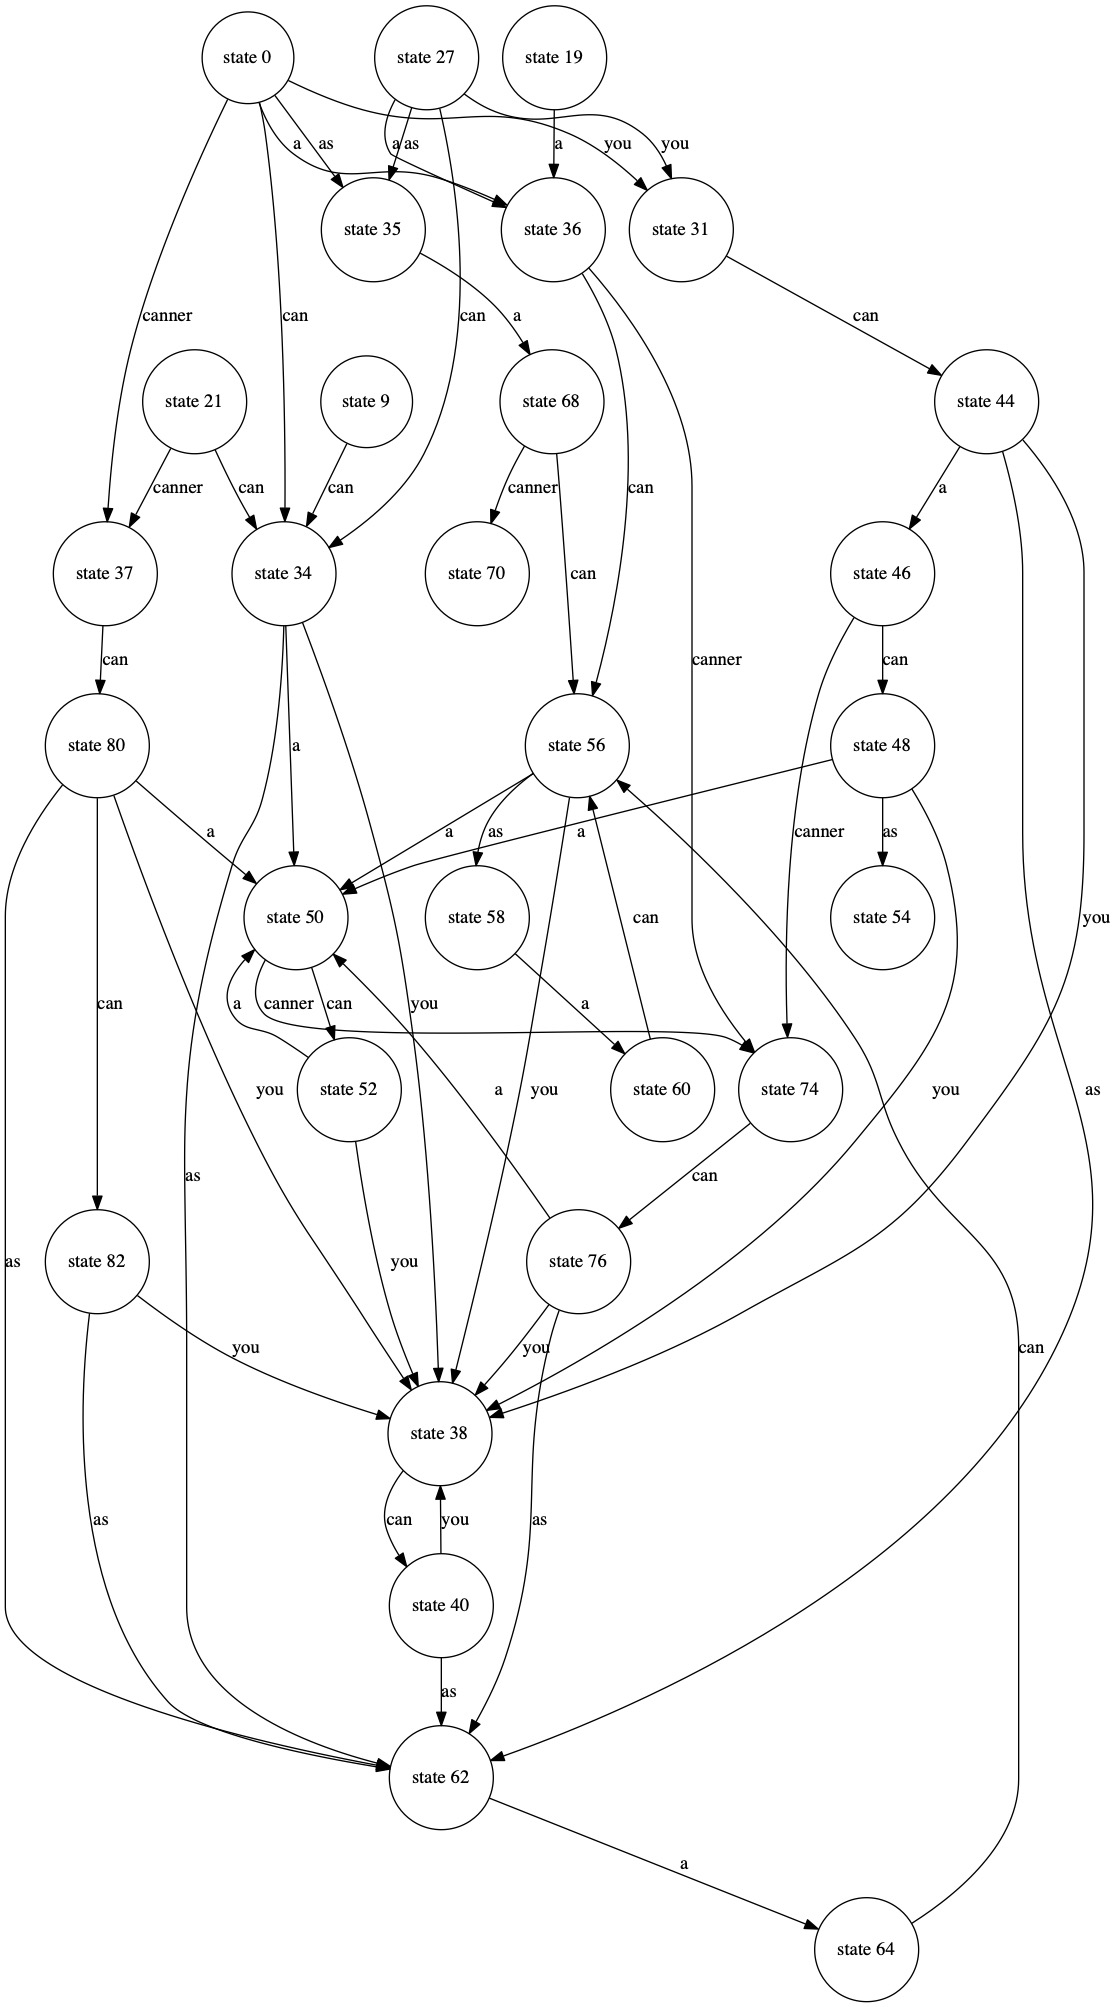 state 0
state 27
state 19
a
as
a
as
a
you
you
state 35
state 36
state 31
canner
can
can
a
can
state 21
state 9
state 68
state 44
canner
can
can
canner
can
a
state 37
state 34
state 70
state 46
can
can
canner
can
state 80
state 56
state 48
a
a
a
as
a
canner
as
state 50
state 58
state 54
you
can
a
canner
can
you
a
state 52
state 60
state 74
you
a
you
you
as
as
can
as
state 82
you
state 76
you
you
can
state 38
as
can
you
as
state 40
as
state 62
a
state 64